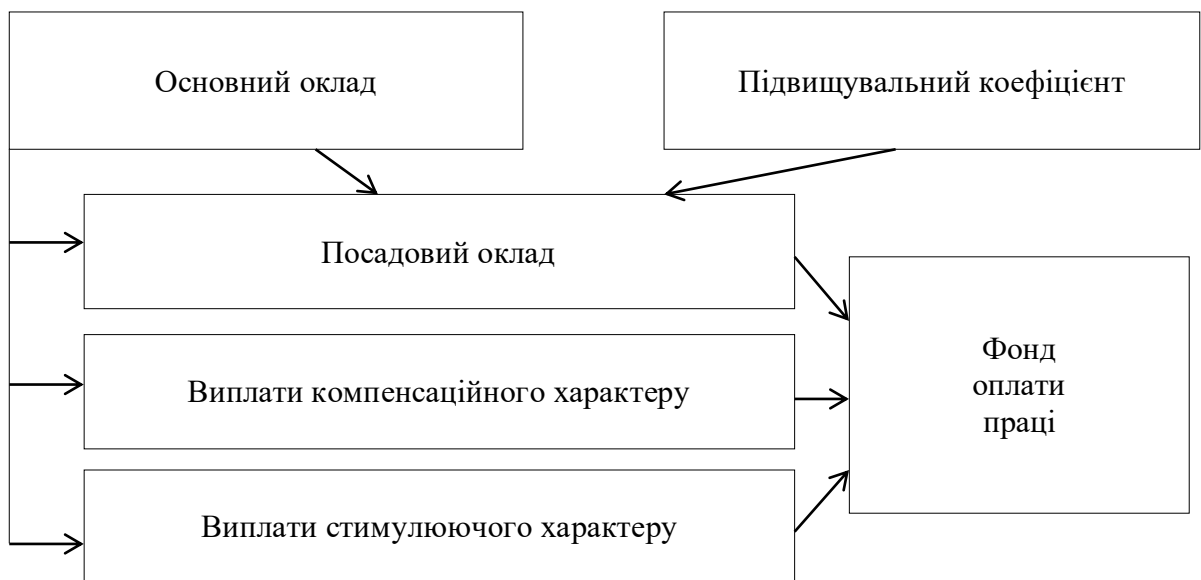 Основний оклад
Підвищувальний коефіцієнт
Посадовий оклад
Виплати компенсаційного характеру
Виплати стимулюючого характеру
Фонд
оплати
праці